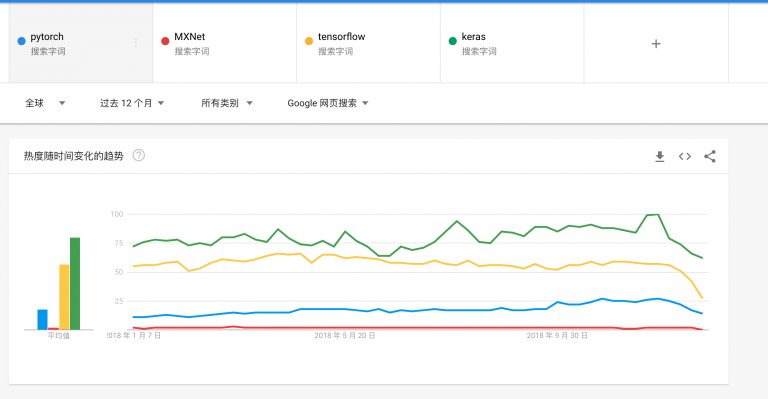 pytorch
搜索字词
MXNet
搜索字词
tensorflow
搜索字词
keras
搜索字词
+
全球
过去 12 个月
所有类别
Google 网页搜索
热度随时间变化的趋势
?
100
75
50
25
平均值
2018 年 1 月 7 日
2018 年 5 月 20 日
2018 年 9 月 30 日